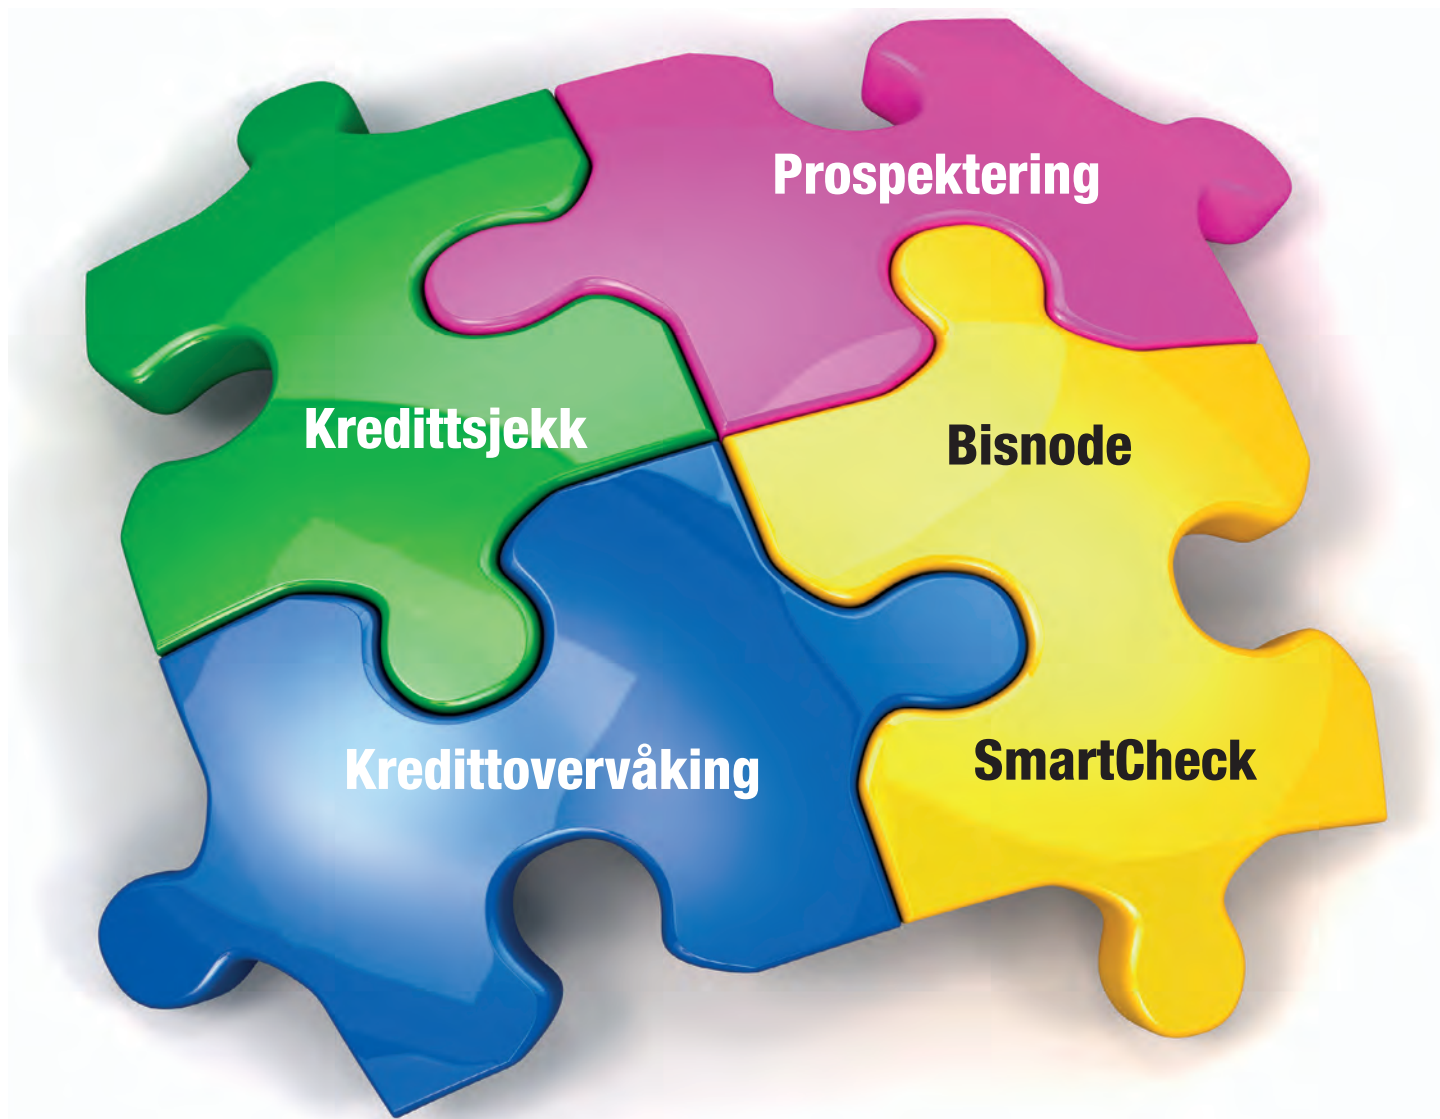 Prospektering
Kredittsjekk
Bisnode
Kredittovervåking
SmartCheck